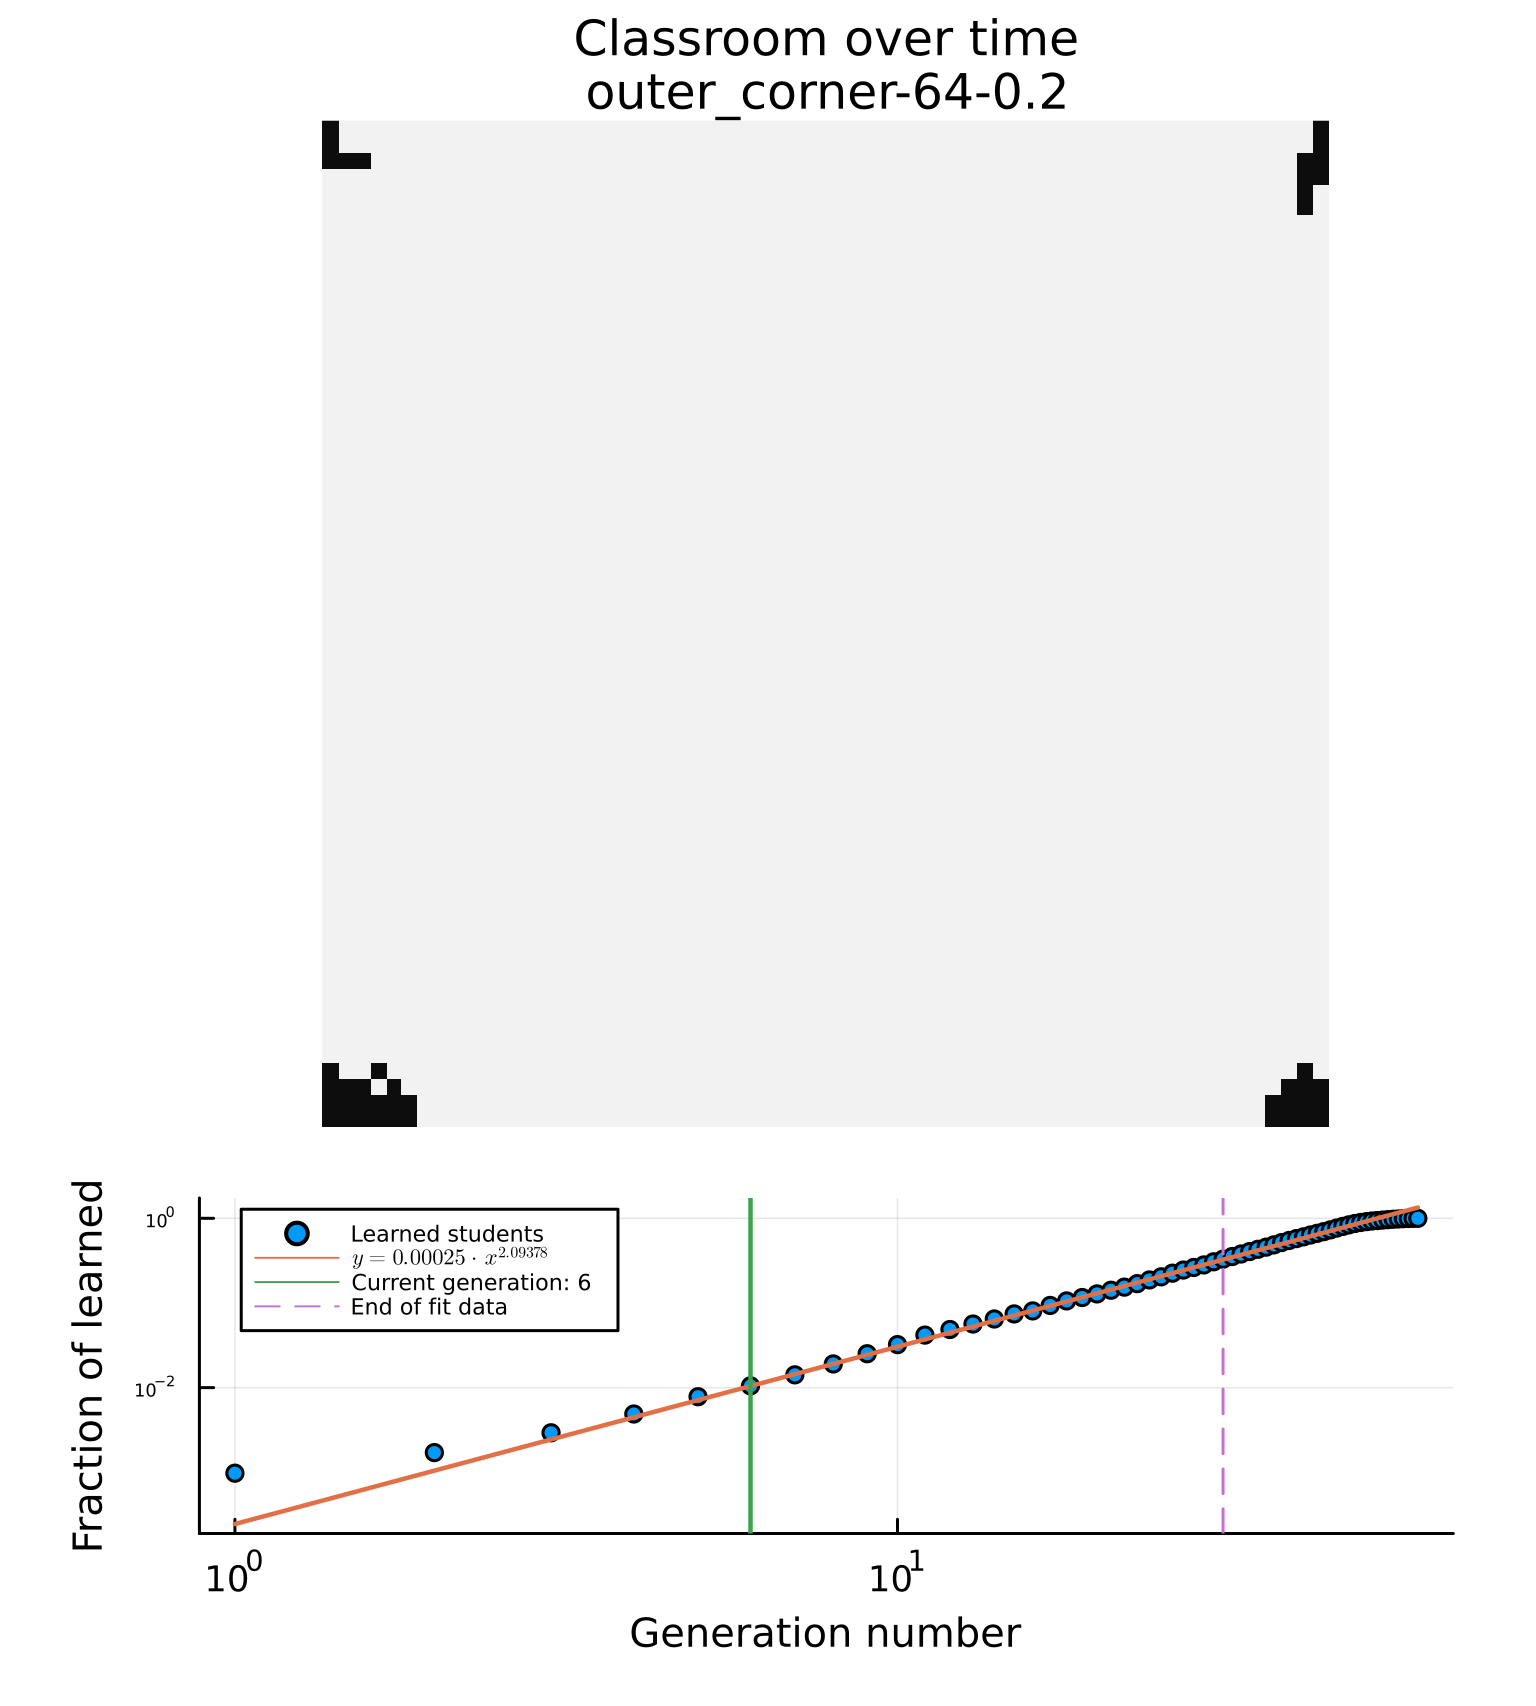 Classroom over time
outer_corner-64-0.2
Fraction of learned
10^0
10^-2
Learned students
y = 0.00025 · x^2.09378
Current generation: 6
End of fit data
10^0
10^1
Generation number